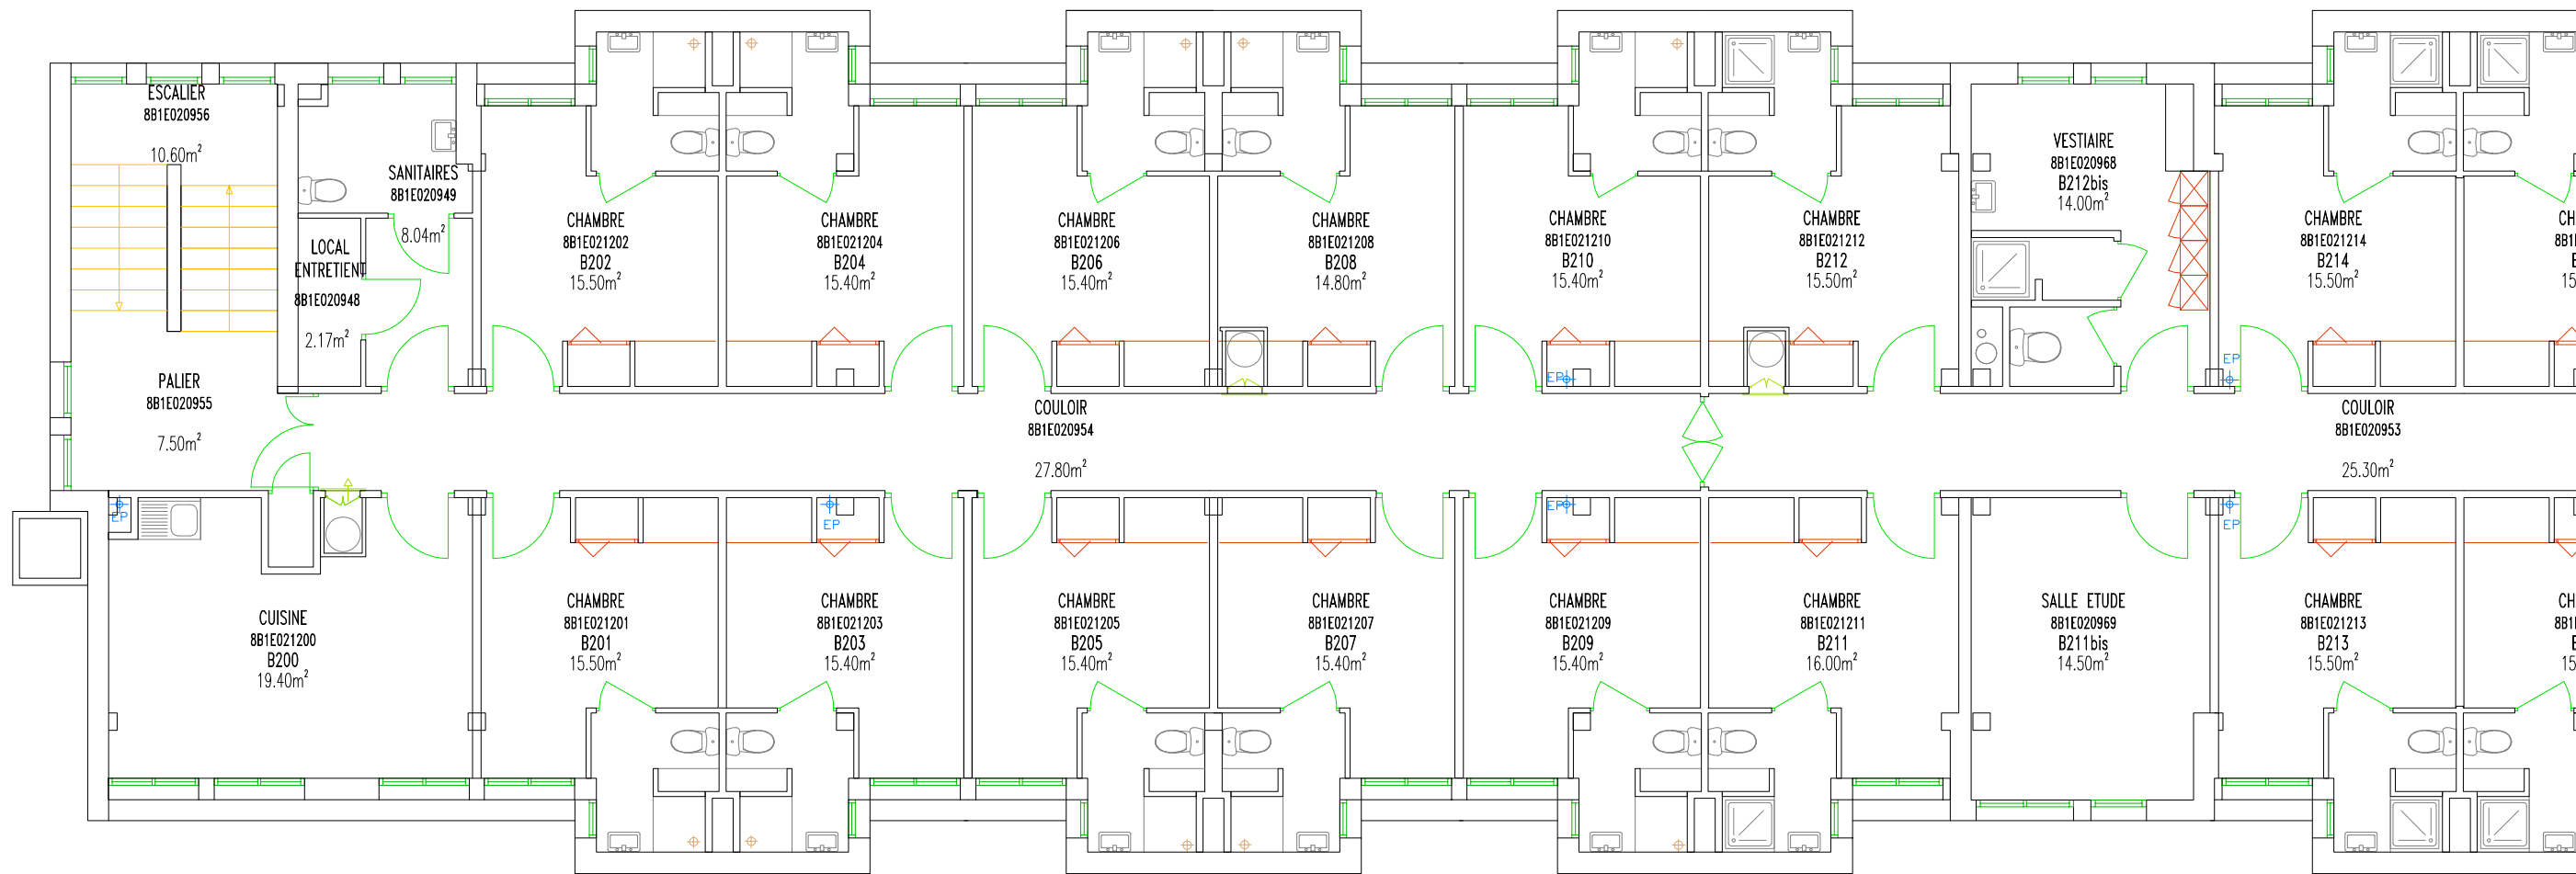 ESCALIER
8B1E020956
10.60m²
SANITAIRES
8B1E020949
8.04m²
LOCAL
ENTRETIENT
8B1E020948
2.17m²
PALIER
8B1E020955
7.50m²
CHAMBRE
8B1E021202
B202
15.50m²
CHAMBRE
8B1E021204
B204
15.40m²
CHAMBRE
8B1E021206
B206
15.40m²
CHAMBRE
8B1E021208
B208
14.80m²
CHAMBRE
8B1E021210
B210
15.40m²
CHAMBRE
8B1E021212
B212
15.50m²
VESTIAIRE
8B1E020968
B212bis
14.00m²
CHAMBRE
8B1E021214
B214
15.50m²
EP
EP
COULOIR
8B1E020954
27.80m²
COULOIR
8B1E020953
25.30m²
EP
EP
EP
EP
CUISINE
8B1E021200
B200
19.40m²
CHAMBRE
8B1E021201
B201
15.50m²
CHAMBRE
8B1E021203
B203
15.40m²
CHAMBRE
8B1E021205
B205
15.40m²
CHAMBRE
8B1E021207
B207
15.40m²
CHAMBRE
8B1E021209
B209
15.40m²
CHAMBRE
8B1E021211
B211
16.00m²
SALLE ETUDE
8B1E020969
B211bis
14.50m²
CHAMBRE
8B1E021213
B213
15.50m²